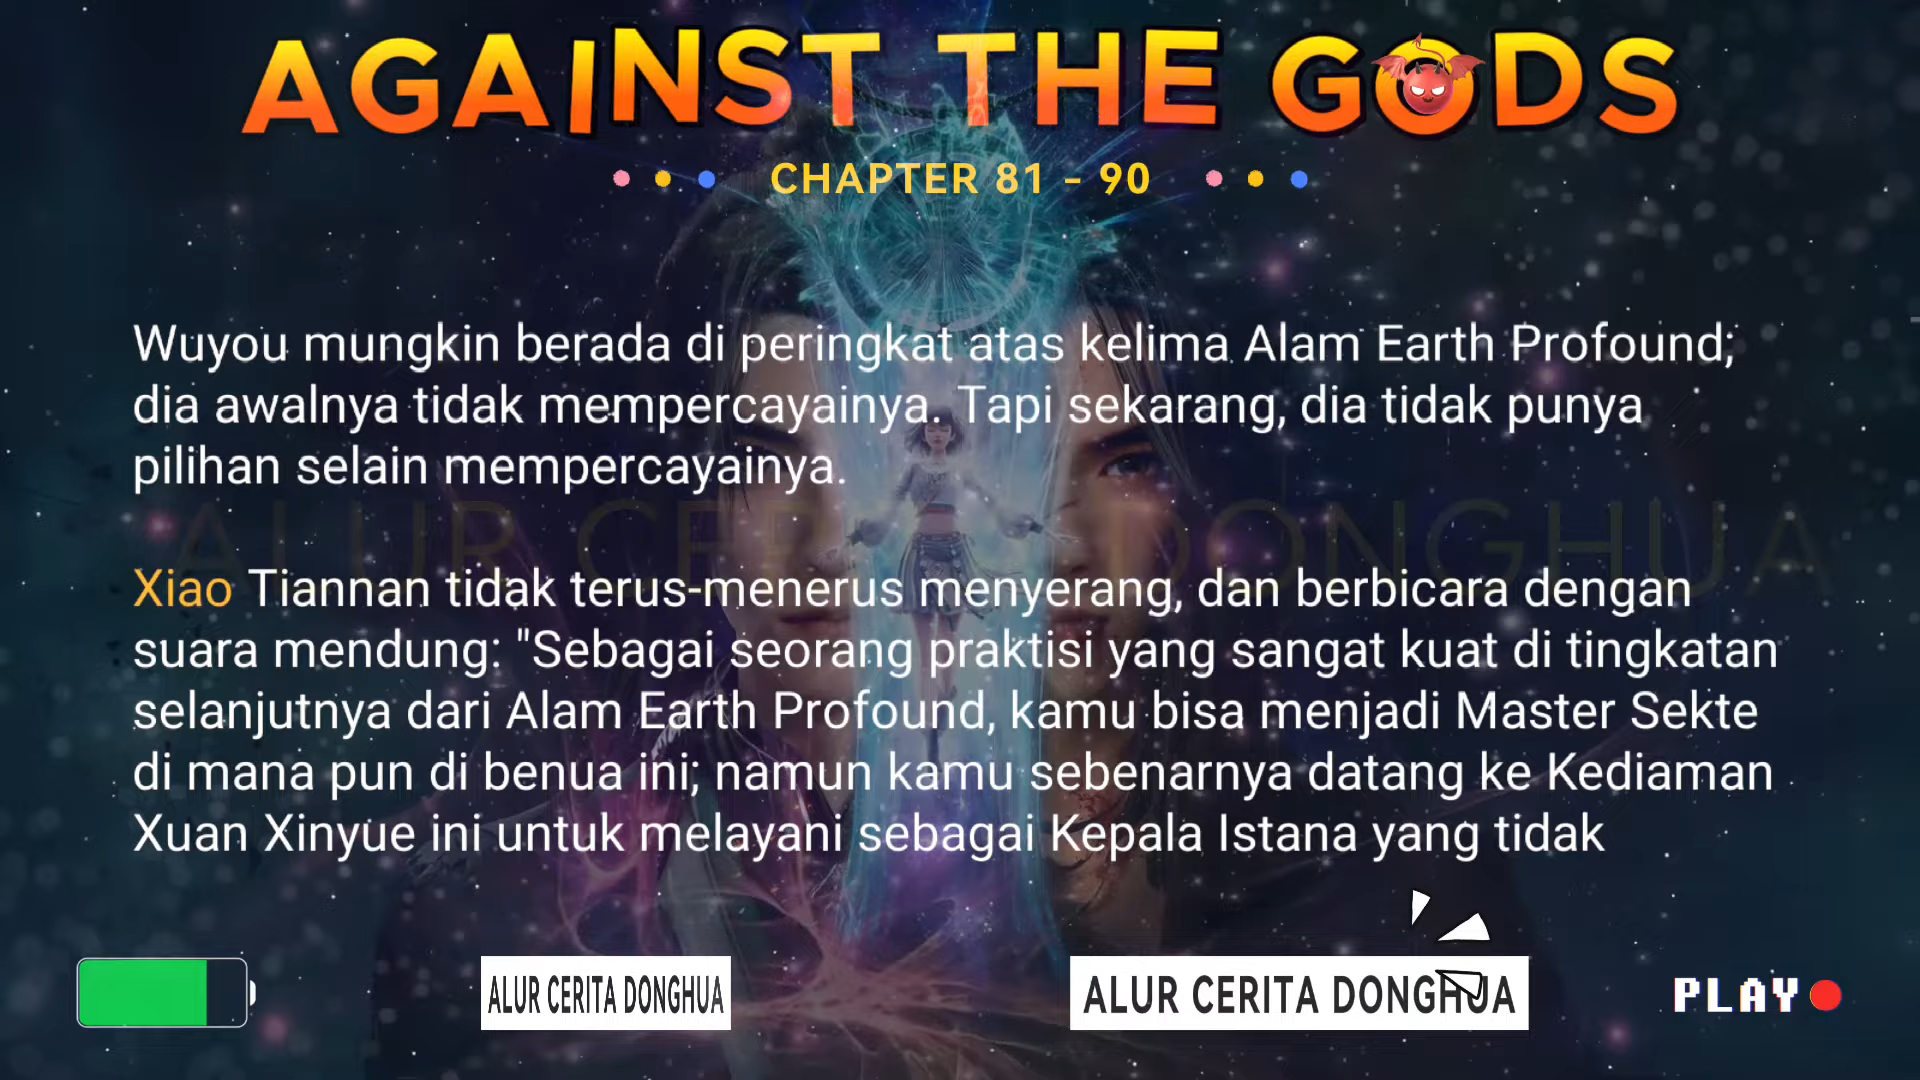 AGAINST THE GODS
CHAPTER 81 - 90
Wuyou mungkin berada di peringkat atas kelima Alam Earth Profound;
dia awalnya tidak mempercayainya. Tapi sekarang, dia tidak punya
pilihan selain mempercayainya.
ALUR CERITA DONGHUA
Xiao Tiannan tidak terus-menerus menyerang, dan berbicara dengan
suara mendung: "Sebagai seorang praktisi yang sangat kuat di tingkatan
selanjutnya dari Alam Earth Profound, kamu bisa menjadi Master Sekte
di mana pun di benua ini; namun kamu sebenarnya datang ke Kediaman
Xuan Xinyue ini untuk melayani sebagai Kepala Istana yang tidak
ALUR CERITA DONGHUA
ALUR CERITA DONGHUA
PLAY